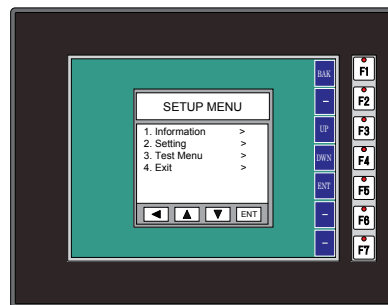 SETUP MENU
1. Information >
2. Setting >
3. Test Menu >
4. Exit >
ENT
BAK
–
UP
DWN
ENT
–
–
F1
F2
F3
F4
F5
F6
F7